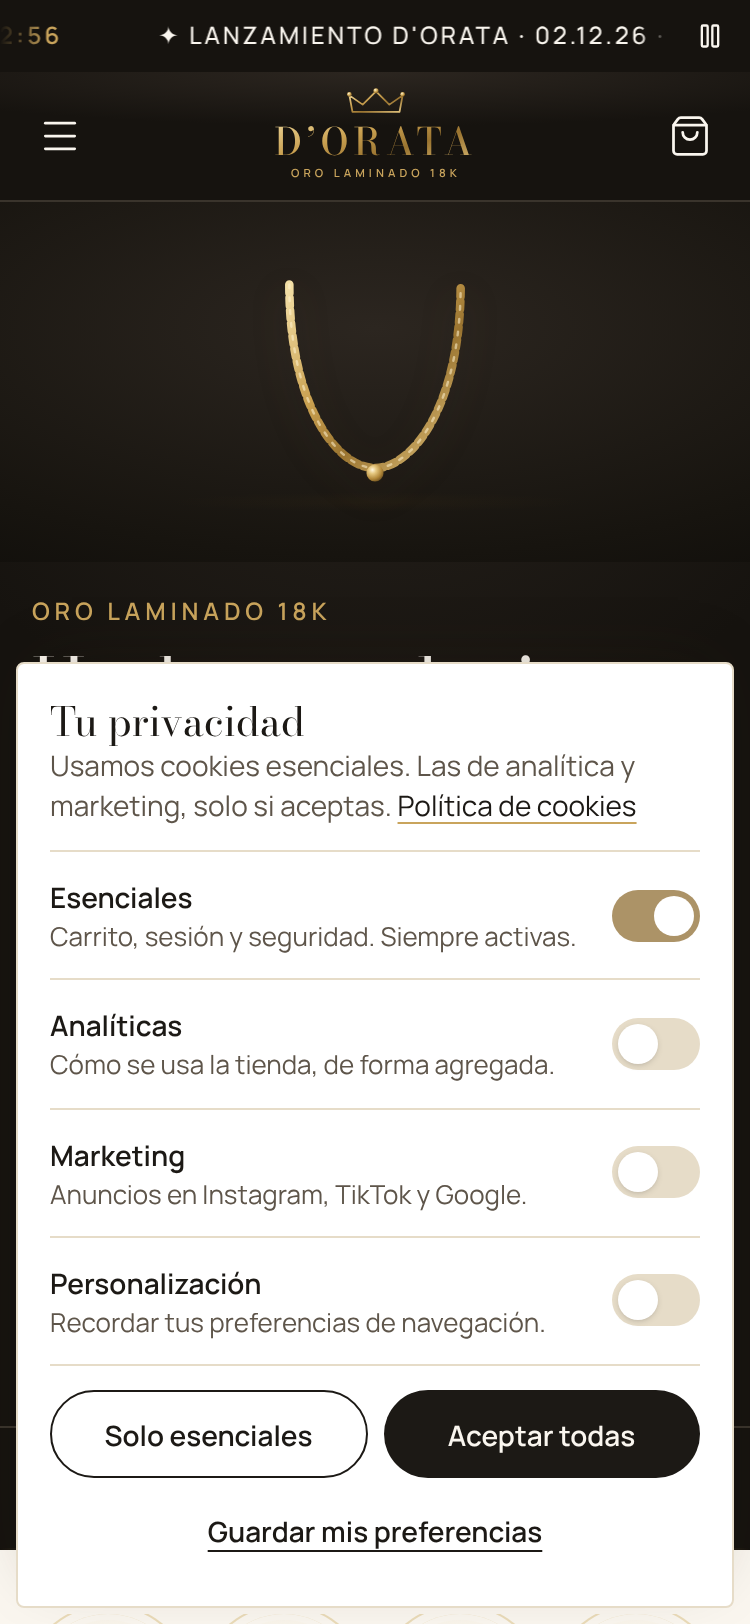 2:56 ✦ LANZAMIENTO D'ORATA · 02.12.26 ·
D’ORATA
ORO LAMINADO 18K
ORO LAMINADO 18K
Tu privacidad
Usamos cookies esenciales. Las de analítica y
marketing, solo si aceptas. Política de cookies
Esenciales
Carrito, sesión y seguridad. Siempre activas.
Analíticas
Cómo se usa la tienda, de forma agregada.
Marketing
Anuncios en Instagram, TikTok y Google.
Personalización
Recordar tus preferencias de navegación.
Solo esenciales Aceptar todas
Guardar mis preferencias